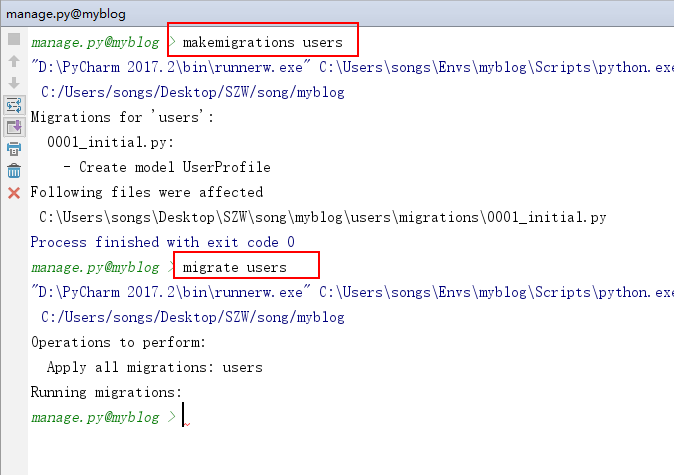 manage.py@myblog
manage.py@myblog > makemigrations users
"D:\PyCharm 2017.2\bin\runnerw.exe" C:\Users\songs\Envs\myblog\Scripts\python.exe
C:/Users/songs/Desktop/SZW/song/myblog
Migrations for 'users':
0001_initial.py:
- Create model UserProfile
Following files were affected
C:\Users\songs\Desktop\SZW\song\myblog\users\migrations\0001_initial.py
Process finished with exit code 0
manage.py@myblog > migrate users
"D:\PyCharm 2017.2\bin\runnerw.exe" C:\Users\songs\Envs\myblog\Scripts\python.exe
C:/Users/songs/Desktop/SZW/song/myblog
Operations to perform:
Apply all migrations: users
Running migrations:
manage.py@myblog >